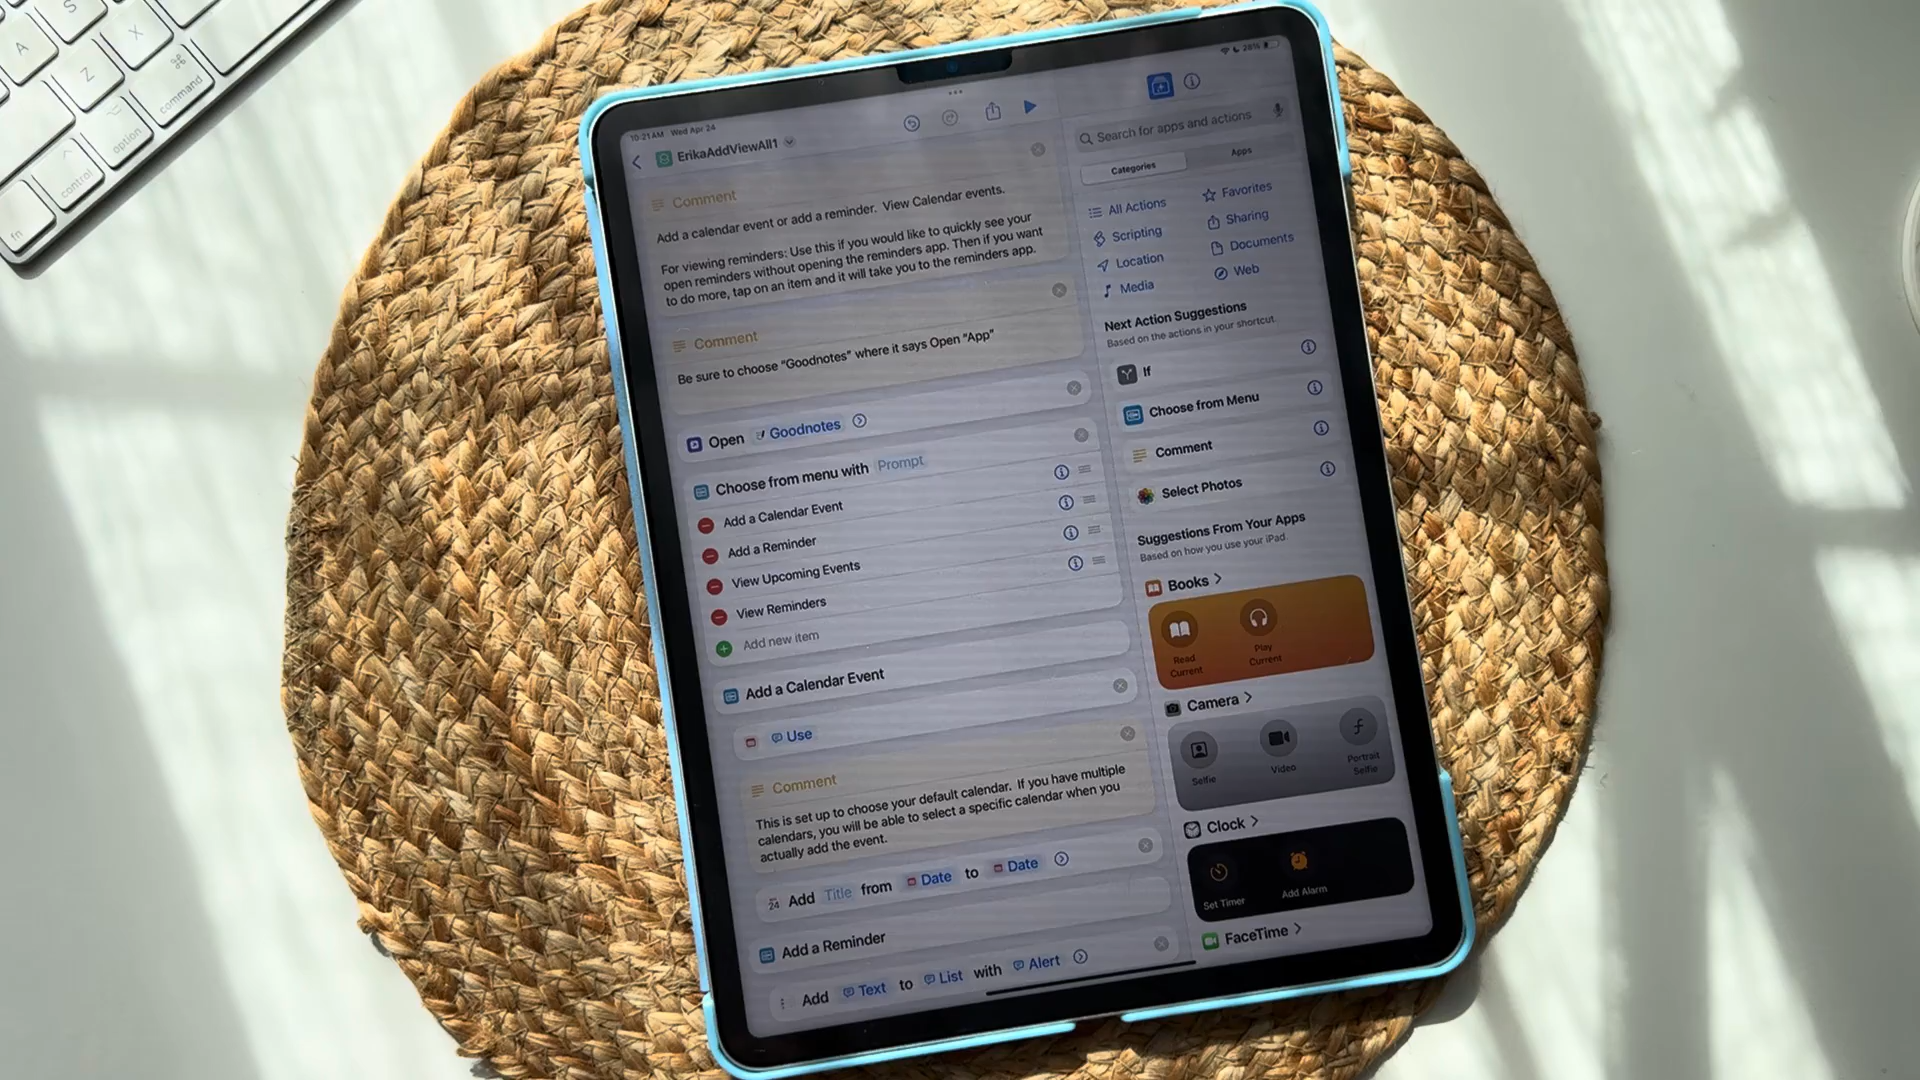 A
S
Z
X
⌘
command
option
control
fn
10:21 AM Wed Apr 24
28%
ErikaAddViewAll1
Comment
Add a calendar event or add a reminder. View Calendar events.
For viewing reminders: Use this if you would like to quickly see your
open reminders without opening the reminders app. Then if you want
to do more, tap on an item and it will take you to the reminders app.
Comment
Be sure to choose “Goodnotes” where it says Open “App”
Open Goodnotes
Choose from menu with Prompt
Add a Calendar Event
Add a Reminder
View Upcoming Events
View Reminders
Add new item
Add a Calendar Event
Use
Comment
This is set up to choose your default calendar. If you have multiple
calendars, you will be able to select a specific calendar when you
actually add the event.
24 Add Title from Date to Date
Add a Reminder
Add Text to List with Alert
Search for apps and actions
Categories Apps
All Actions Favorites
Scripting Sharing
Location Documents
Media Web
Next Action Suggestions
Based on the actions in your shortcut.
If
Choose from Menu
Comment
Select Photos
Suggestions From Your Apps
Based on how you use your iPad.
Books
Read Current
Play Current
Camera
Selfie
Video
Portrait Selfie
Clock
Set Timer
Add Alarm
FaceTime